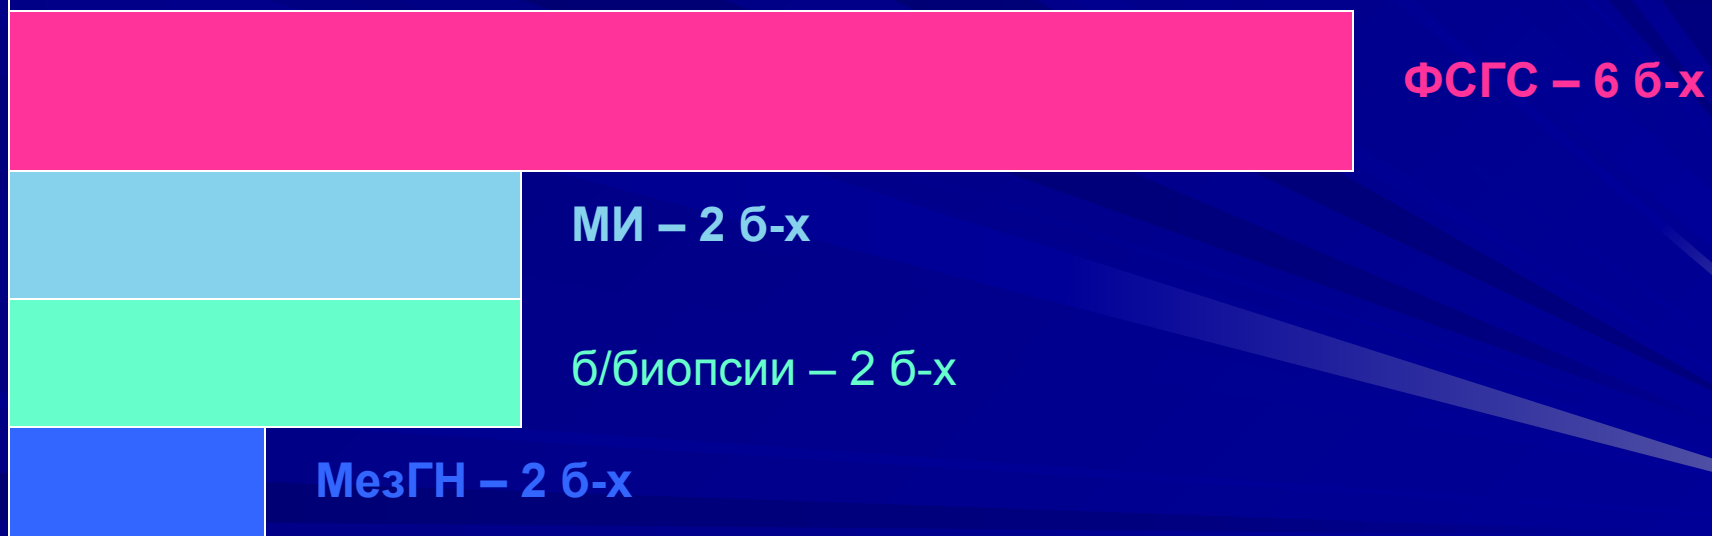 ФСГС – 6 б-х
МИ – 2 б-х
б/биопсии – 2 б-х
МезГН – 2 б-х